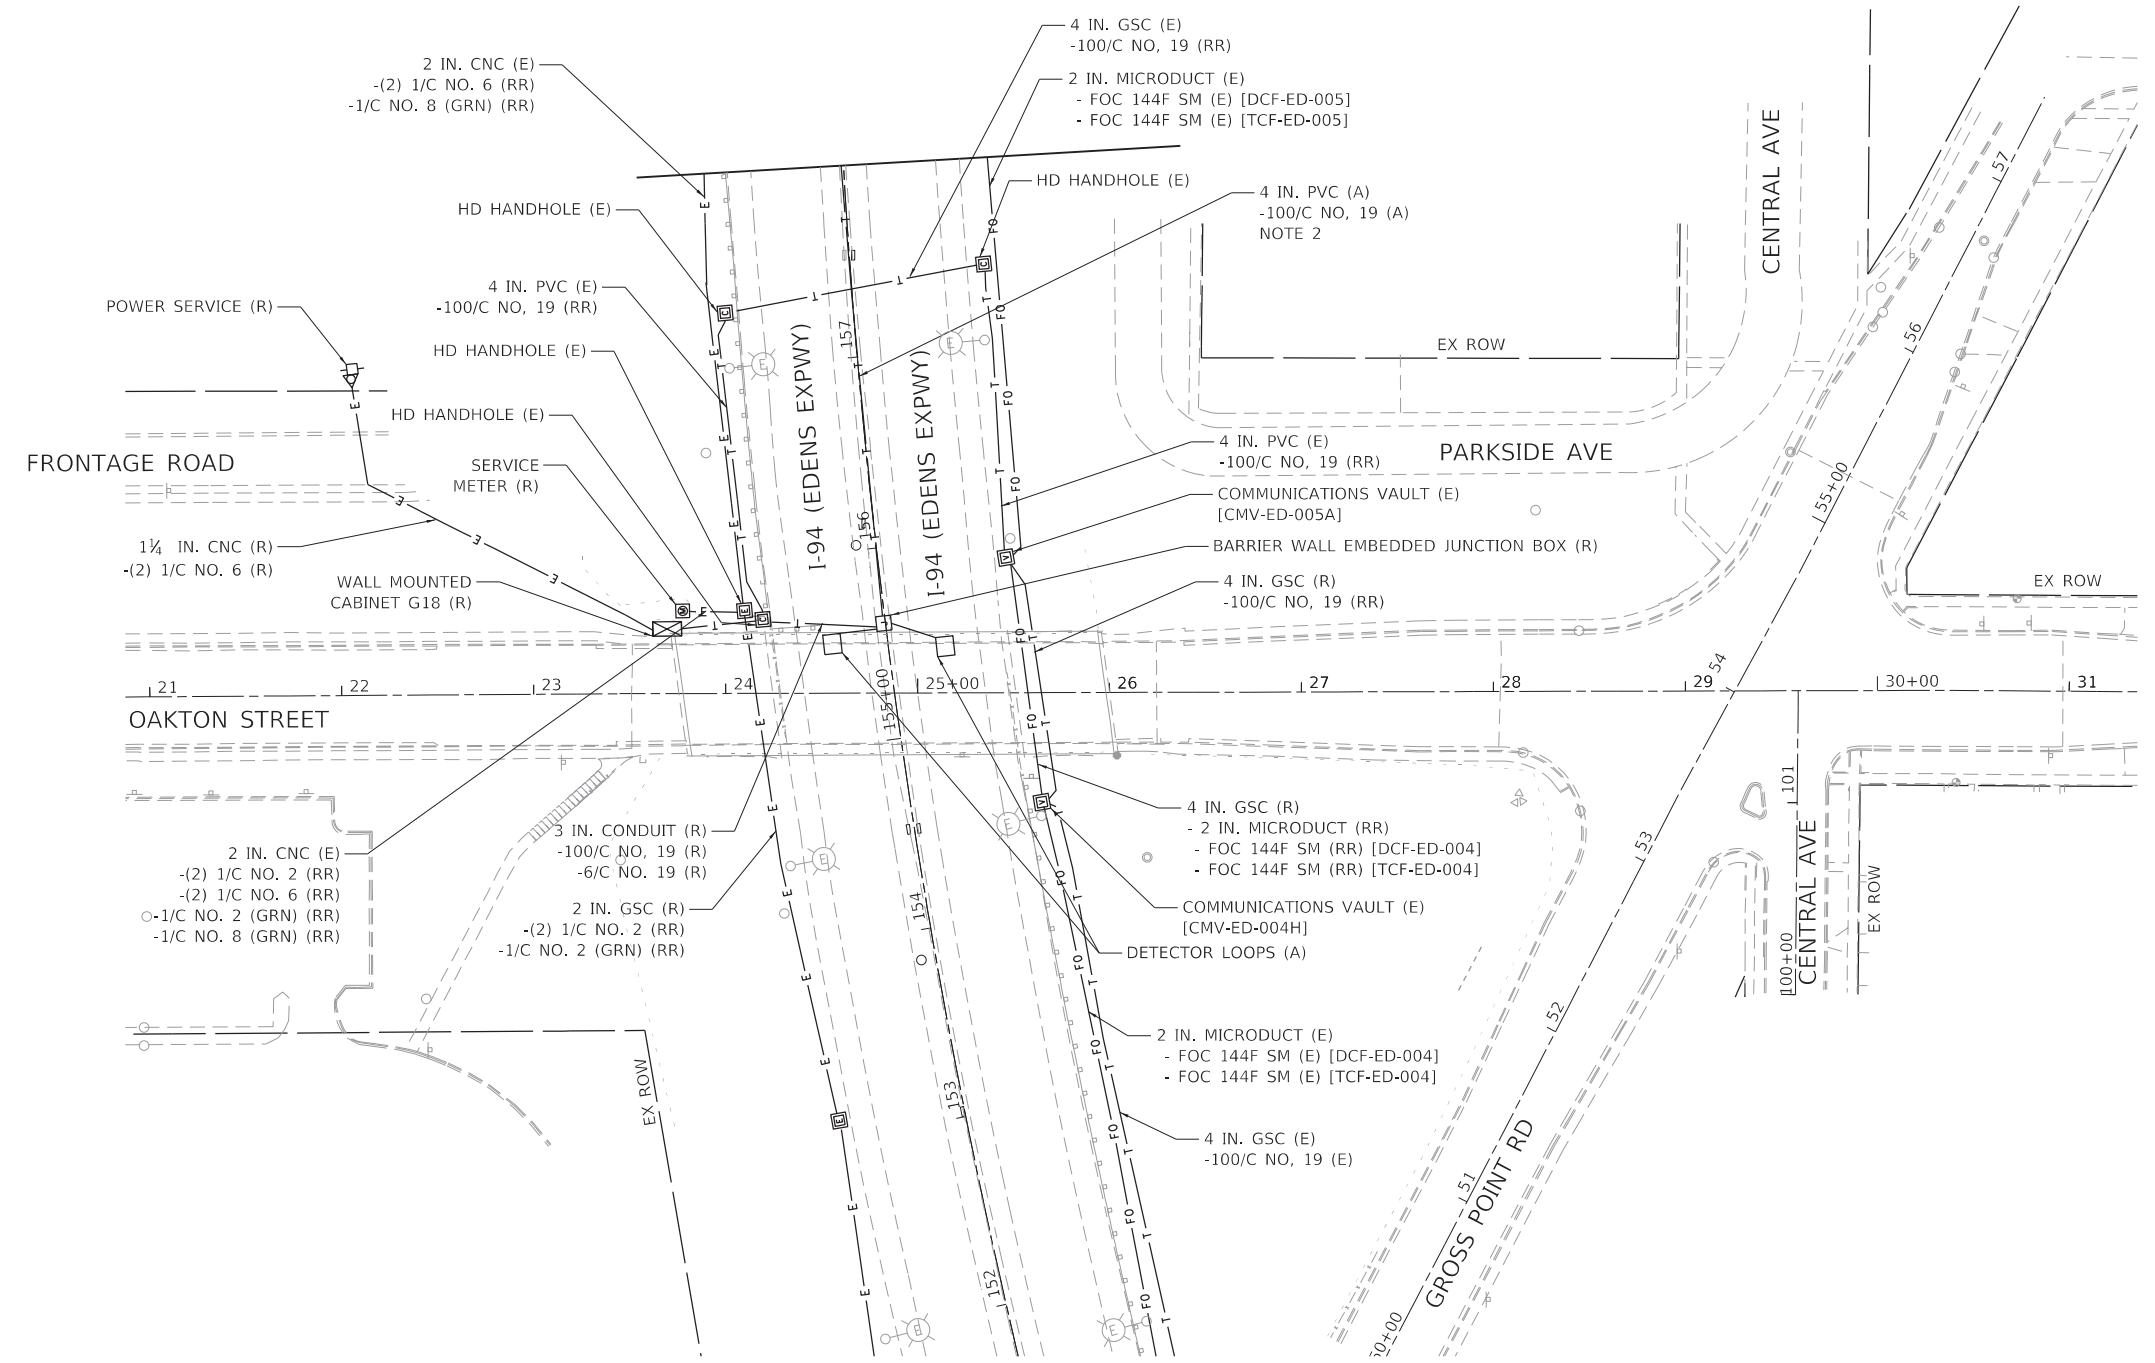 4 IN. GSC (E)
-100/C NO, 19 (RR)
2 IN. CNC (E)
-(2) 1/C NO. 6 (RR)
-1/C NO. 8 (GRN) (RR)
2 IN. MICRODUCT (E)
- FOC 144F SM (E) [DCF-ED-005]
- FOC 144F SM (E) [TCF-ED-005]
HD HANDHOLE (E)
HD HANDHOLE (E)
4 IN. PVC (A)
-100/C NO, 19 (A)
NOTE 2
CENTRAL AVE
57
4 IN. PVC (E)
-100/C NO, 19 (RR)
POWER SERVICE (R)
HD HANDHOLE (E)
157
I-94 (EDENS EXPWY)
I-94 (EDENS EXPWY)
EX ROW
56
HD HANDHOLE (E)
FRONTAGE ROAD
SERVICE
METER (R)
4 IN. PVC (E)
-100/C NO, 19 (RR)
PARKSIDE AVE
COMMUNICATIONS VAULT (E)
[CMV-ED-005A]
55+00
156
1¼ IN. CNC (R)
-(2) 1/C NO. 6 (R)
BARRIER WALL EMBEDDED JUNCTION BOX (R)
WALL MOUNTED
CABINET G18 (R)
4 IN. GSC (R)
-100/C NO, 19 (RR)
EX ROW
54
21
22
23
24
25+00
26
27
28
29
30+00
31
155+00
OAKTON STREET
101
4 IN. GSC (R)
- 2 IN. MICRODUCT (RR)
- FOC 144F SM (RR) [DCF-ED-004]
- FOC 144F SM (RR) [TCF-ED-004]
53
3 IN. CONDUIT (R)
-100/C NO, 19 (R)
-6/C NO. 19 (R)
2 IN. CNC (E)
-(2) 1/C NO. 2 (RR)
-(2) 1/C NO. 6 (RR)
-1/C NO. 2 (GRN) (RR)
-1/C NO. 8 (GRN) (RR)
2 IN. GSC (R)
-(2) 1/C NO. 2 (RR)
-1/C NO. 2 (GRN) (RR)
154
COMMUNICATIONS VAULT (E)
[CMV-ED-004H]
DETECTOR LOOPS (A)
CENTRAL AVE
EX ROW
100+00
52
2 IN. MICRODUCT (E)
- FOC 144F SM (E) [DCF-ED-004]
- FOC 144F SM (E) [TCF-ED-004]
EX ROW
153
4 IN. GSC (E)
-100/C NO, 19 (E)
51
GROSS POINT RD
152